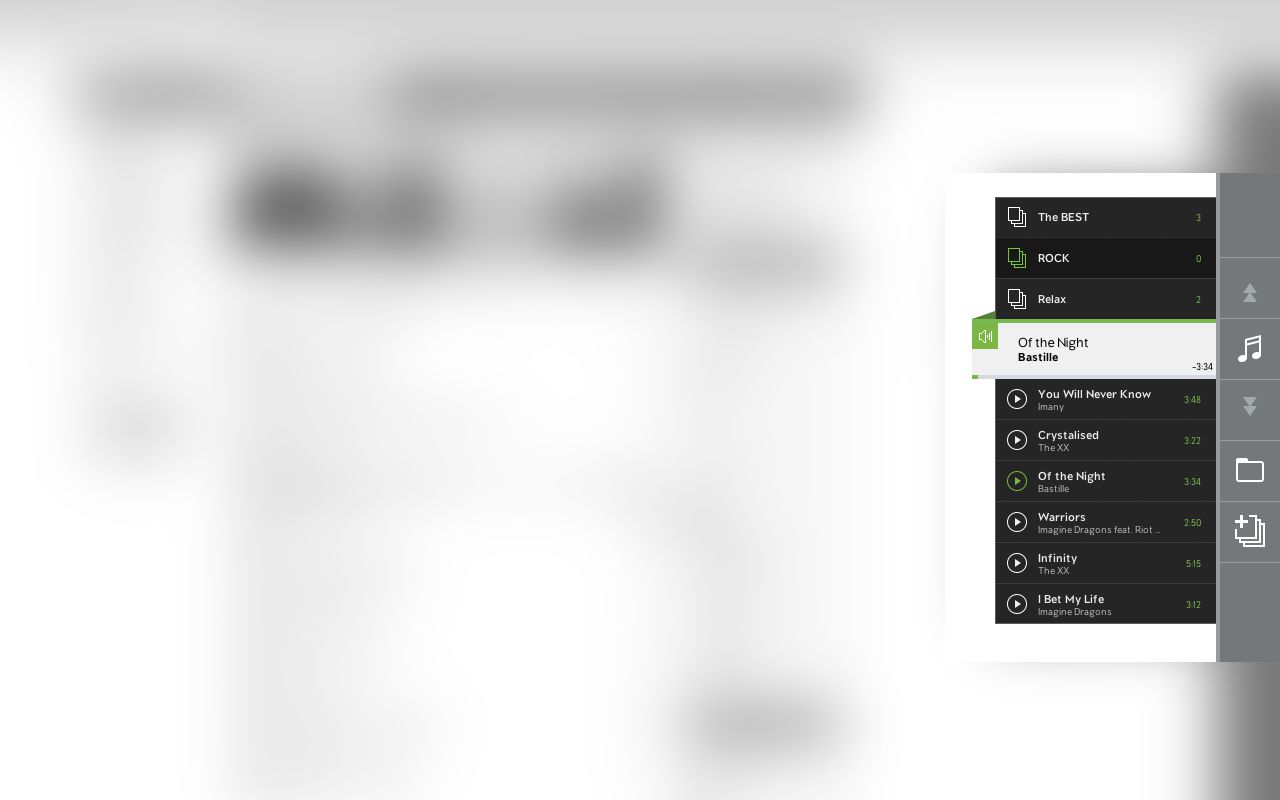 The BEST 3
ROCK 0
Relax 2
Of the Night
Bastille
-3:34
You Will Never Know 3:48
Imany
Crystalised 3:22
The XX
Of the Night 3:34
Bastille
Warriors 2:50
Imagine Dragons feat. Riot ...
Infinity 5:15
The XX
I Bet My Life 3:12
Imagine Dragons